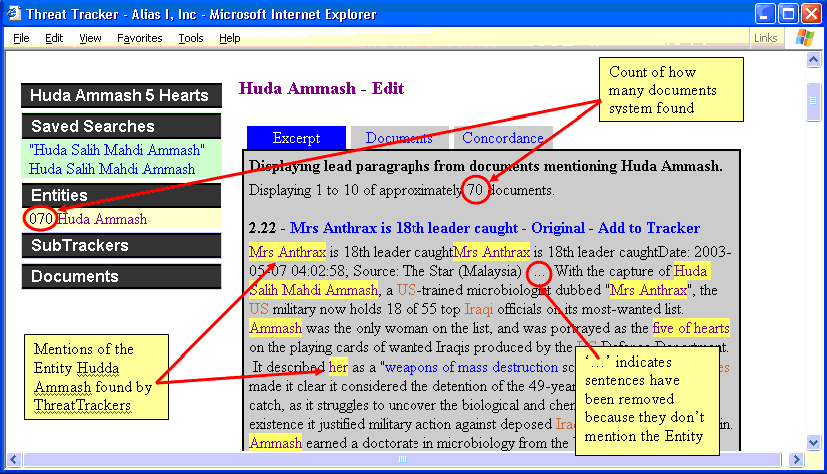 Threat Tracker - Alias I, Inc - Microsoft Internet Explorer
File Edit View Favorites Tools Help Links
Huda Ammash 5 Hearts
Saved Searches
"Huda Salih Mahdi Ammash"
Huda Salih Mahdi Ammash
Entities
070 Huda Ammash
SubTrackers
Documents
Huda Ammash - Edit
Count of how
many documents
system found
Excerpt Documents Concordance
Displaying lead paragraphs from documents mentioning Huda Ammash.
Displaying 1 to 10 of approximately 70 documents.
2.22 - Mrs Anthrax is 18th leader caught - Original - Add to Tracker
Mrs Anthrax is 18th leader caughtMrs Anthrax is 18th leader caughtDate: 2003-
05-07 04:02:58; Source: The Star (Malaysia) ... With the capture of Huda
Salih Mahdi Ammash, a US-trained microbiologist dubbed "Mrs Anthrax", the
US military now holds 18 of 55 top Iraqi officials on its most-wanted list.
Ammash was the only woman on the list, and was portrayed as the five of hearts
on the playing cards of wanted Iraqis produced by the US Defense Department.
It described her as a "weapons of mass destruction
made it clear it considered the detention of the 49-year-
catch, as it struggles to uncover the biological and
existence it justified military action against deposed
Ammash earned a doctorate in microbiology from the
Mentions of the
Entity Hudda
Ammash found by
ThreatTrackers
‘…’ indicates
sentences have
been removed
because they don’t
mention the Entity